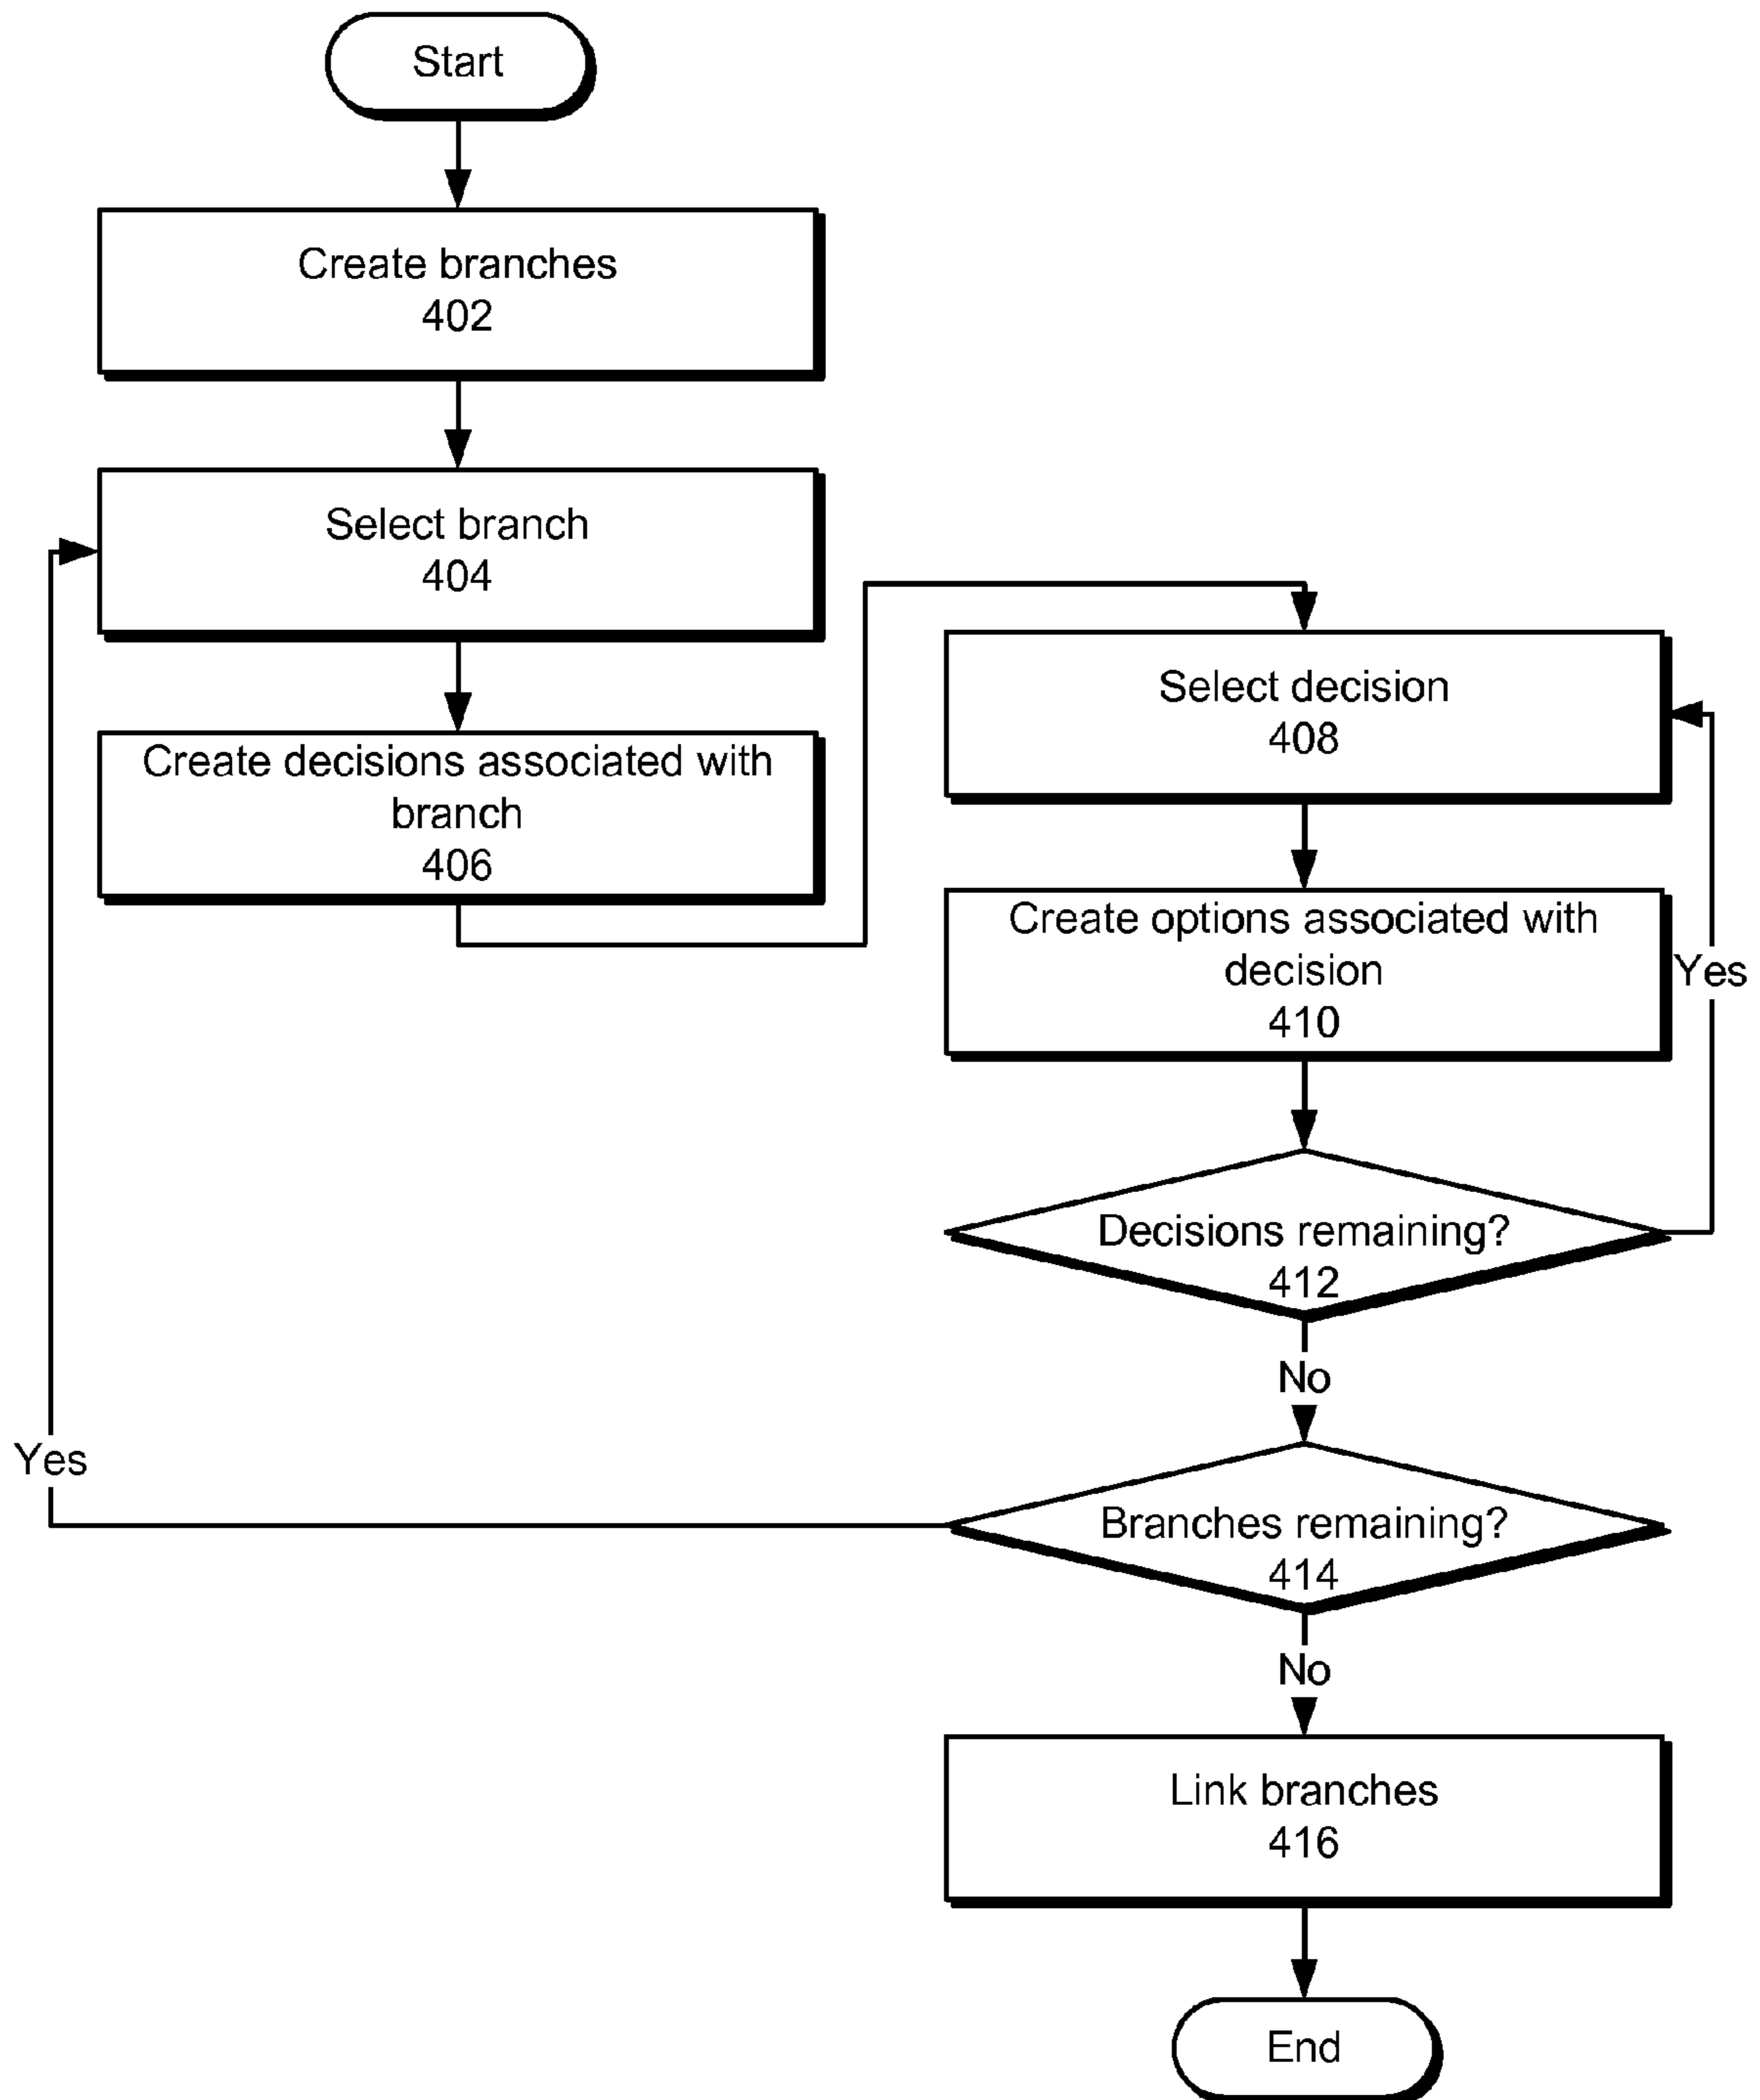 Start
Create branches
402
Select branch
404
Create decisions associated with
branch
406
Select decision
408
Create options associated with
decision
410
Yes
Decisions remaining?
412
No
Yes
Branches remaining?
414
No
Link branches
416
End